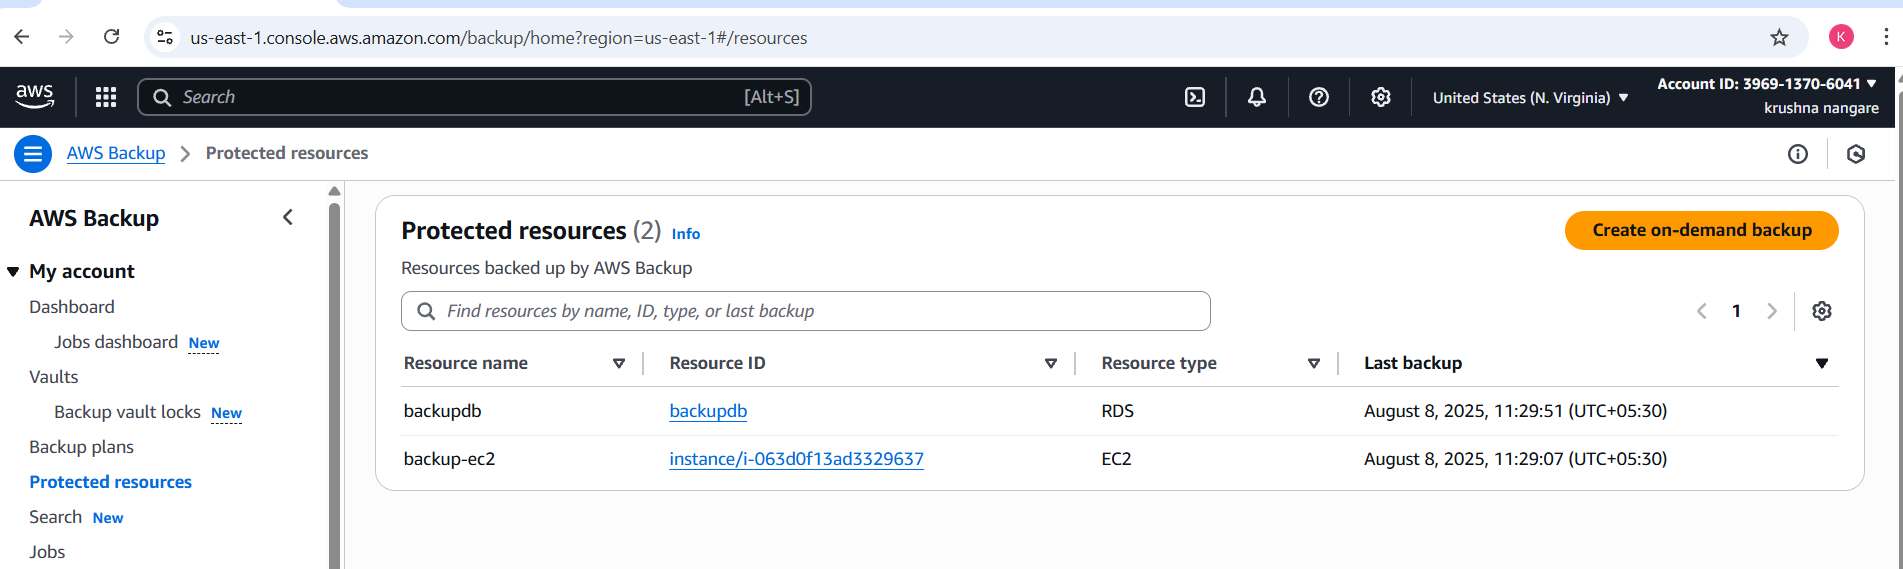 us-east-1.console.aws.amazon.com/backup/home?region=us-east-1#/resources
K
aws
Search
[Alt+S]
United States (N. Virginia) ▼
Account ID: 3969-1370-6041 ▼
krushna nangare
AWS Backup > Protected resources
AWS Backup
My account
Dashboard
Jobs dashboard New
Vaults
Backup vault locks New
Backup plans
Protected resources
Search New
Jobs
Protected resources (2) Info
Create on-demand backup
Resources backed up by AWS Backup
Find resources by name, ID, type, or last backup
1
Resource name Resource ID Resource type Last backup
backupdb backupdb RDS August 8, 2025, 11:29:51 (UTC+05:30)
backup-ec2 instance/i-063d0f13ad3329637 EC2 August 8, 2025, 11:29:07 (UTC+05:30)